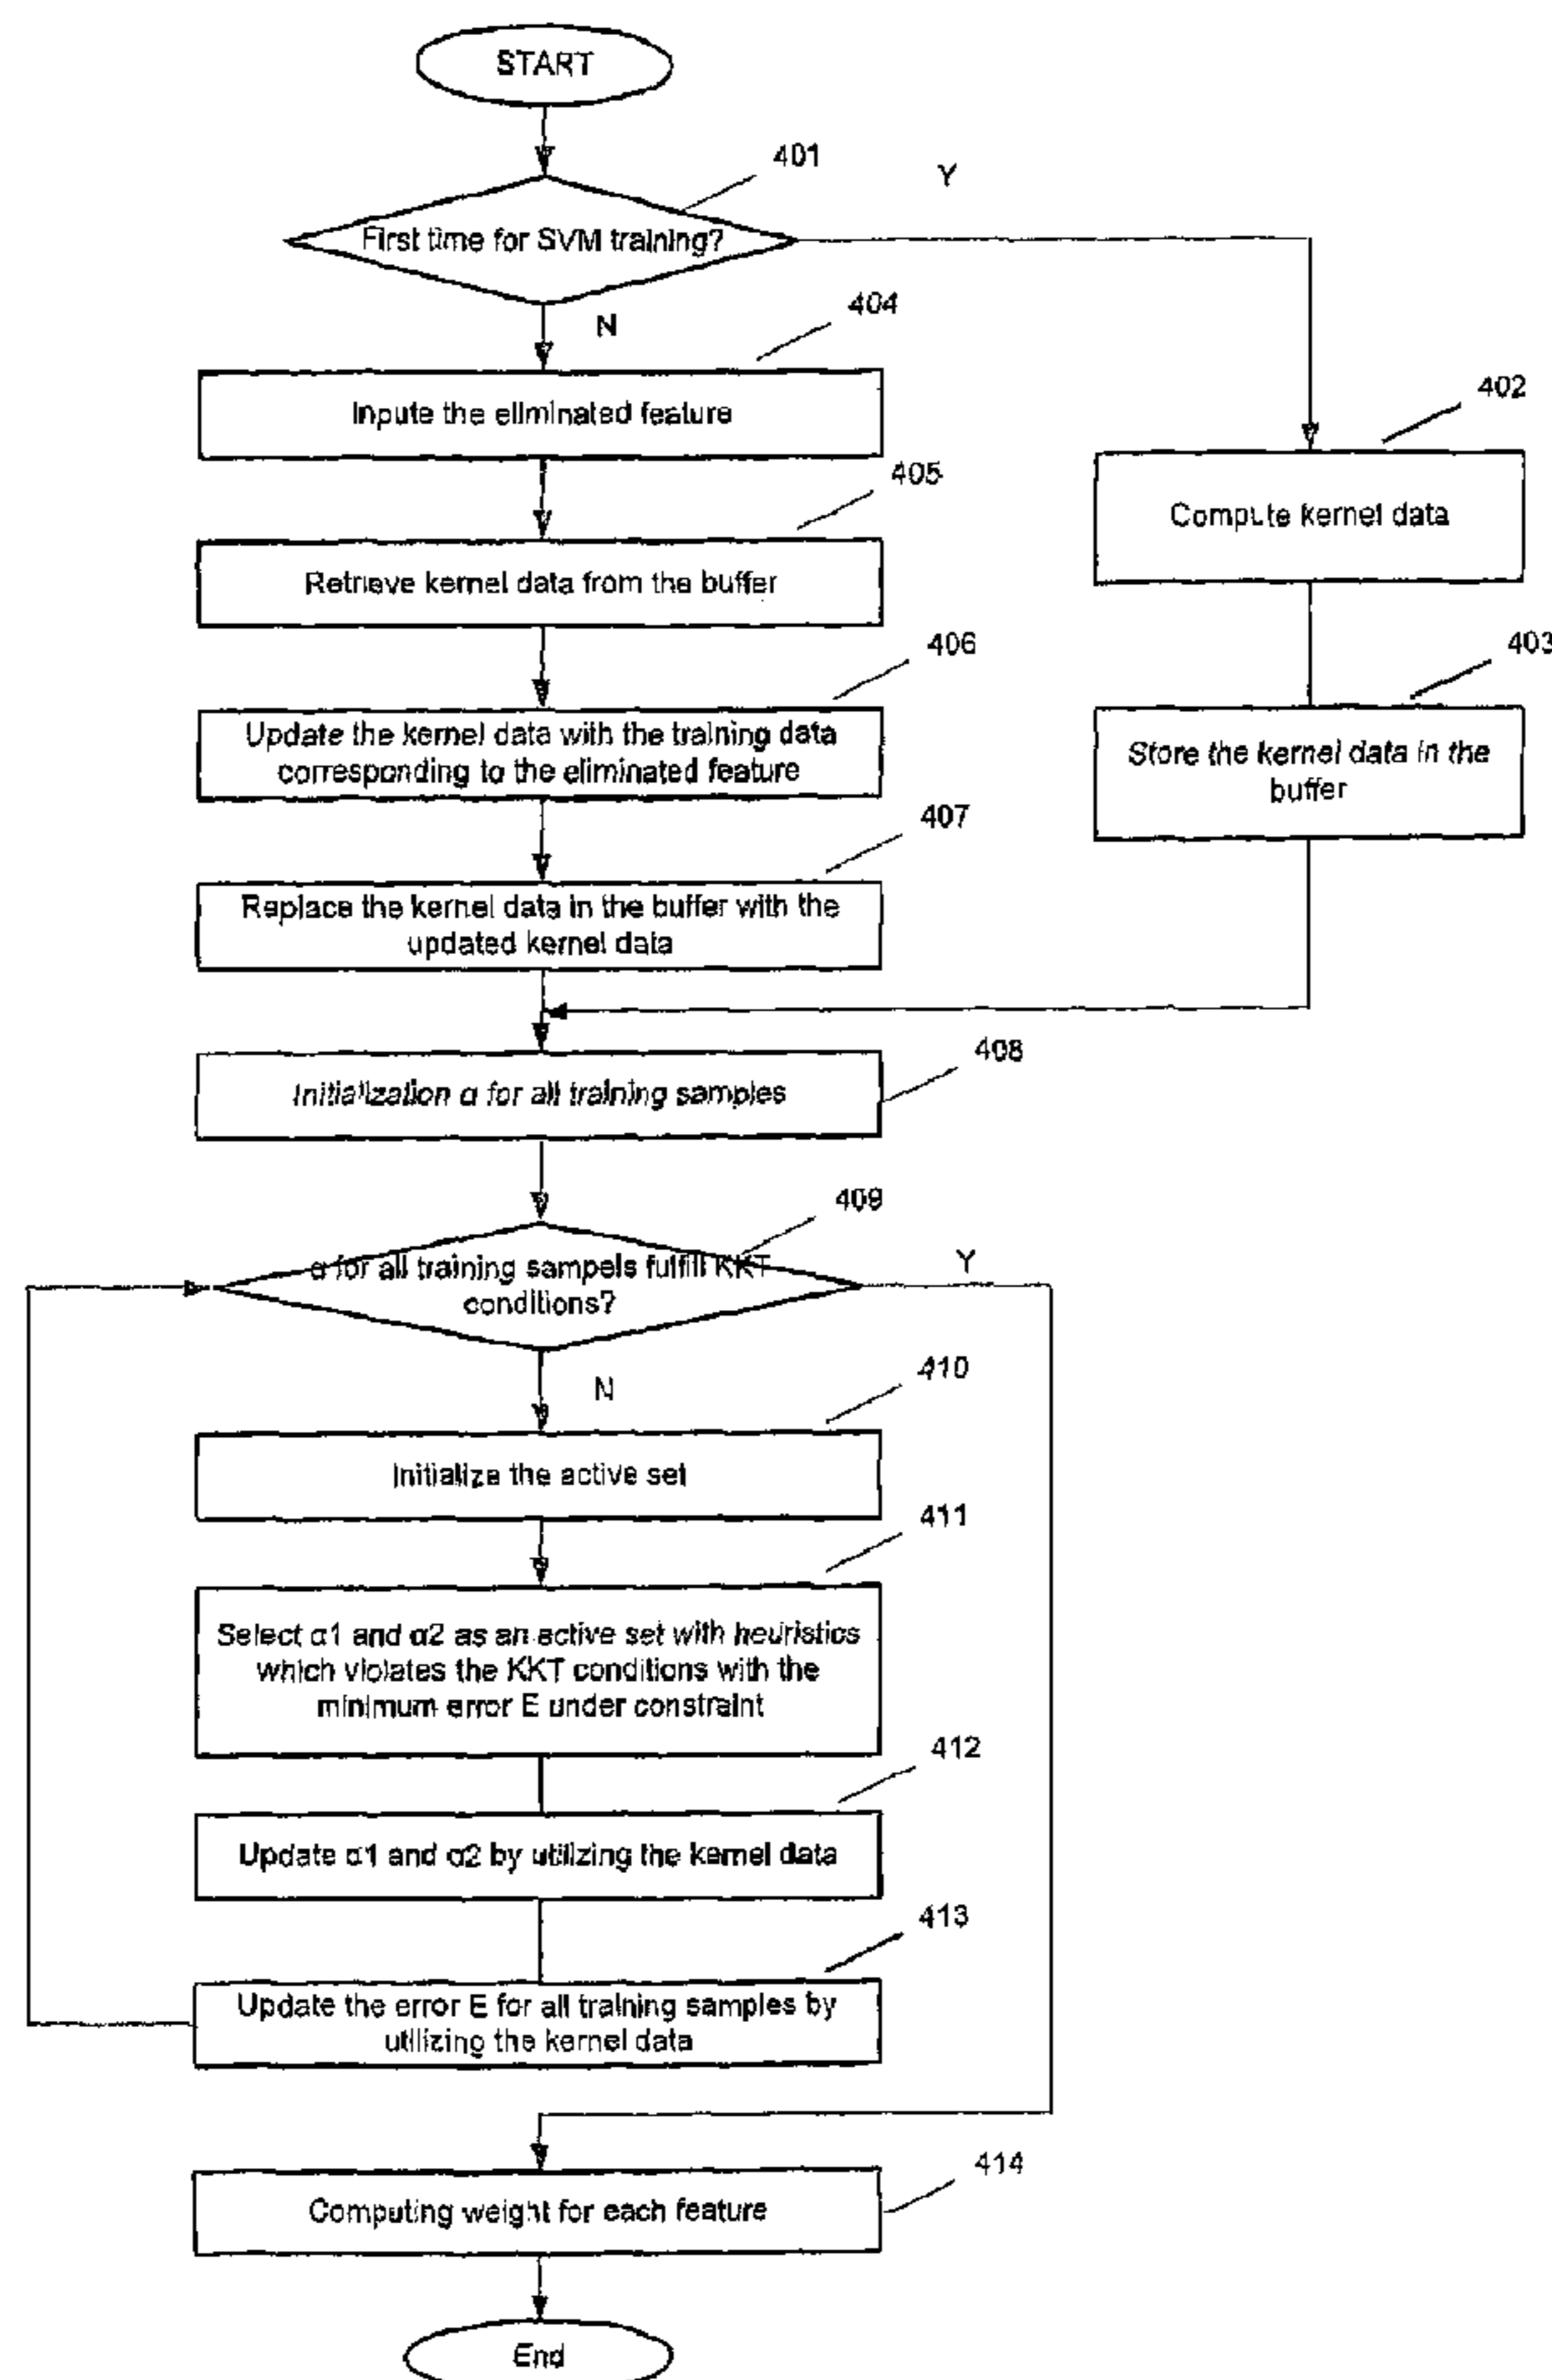 START
401
Y
First time for SVM training?
404
N
402
Inpute the eliminated feature
405
Compute kernel data
Retrieve kernel data from the buffer
406
403
Update the kernel data with the training data
corresponding to the eliminated feature
Store the kernel data in the
buffer
407
Replace the kernel data in the buffer with the
updated kernel data
408
Initialization α for all training samples
409
Y
α for all training sampels fulfill KKT
conditions?
410
N
Initialize the active set
411
Select α1 and α2 as an active set with heuristics
which violates the KKT conditions with the
minimum error E under constraint
412
Update α1 and α2 by utilizing the kernel data
413
Update the error E for all training samples by
utilizing the kernel data
414
Computing weight for each feature
End